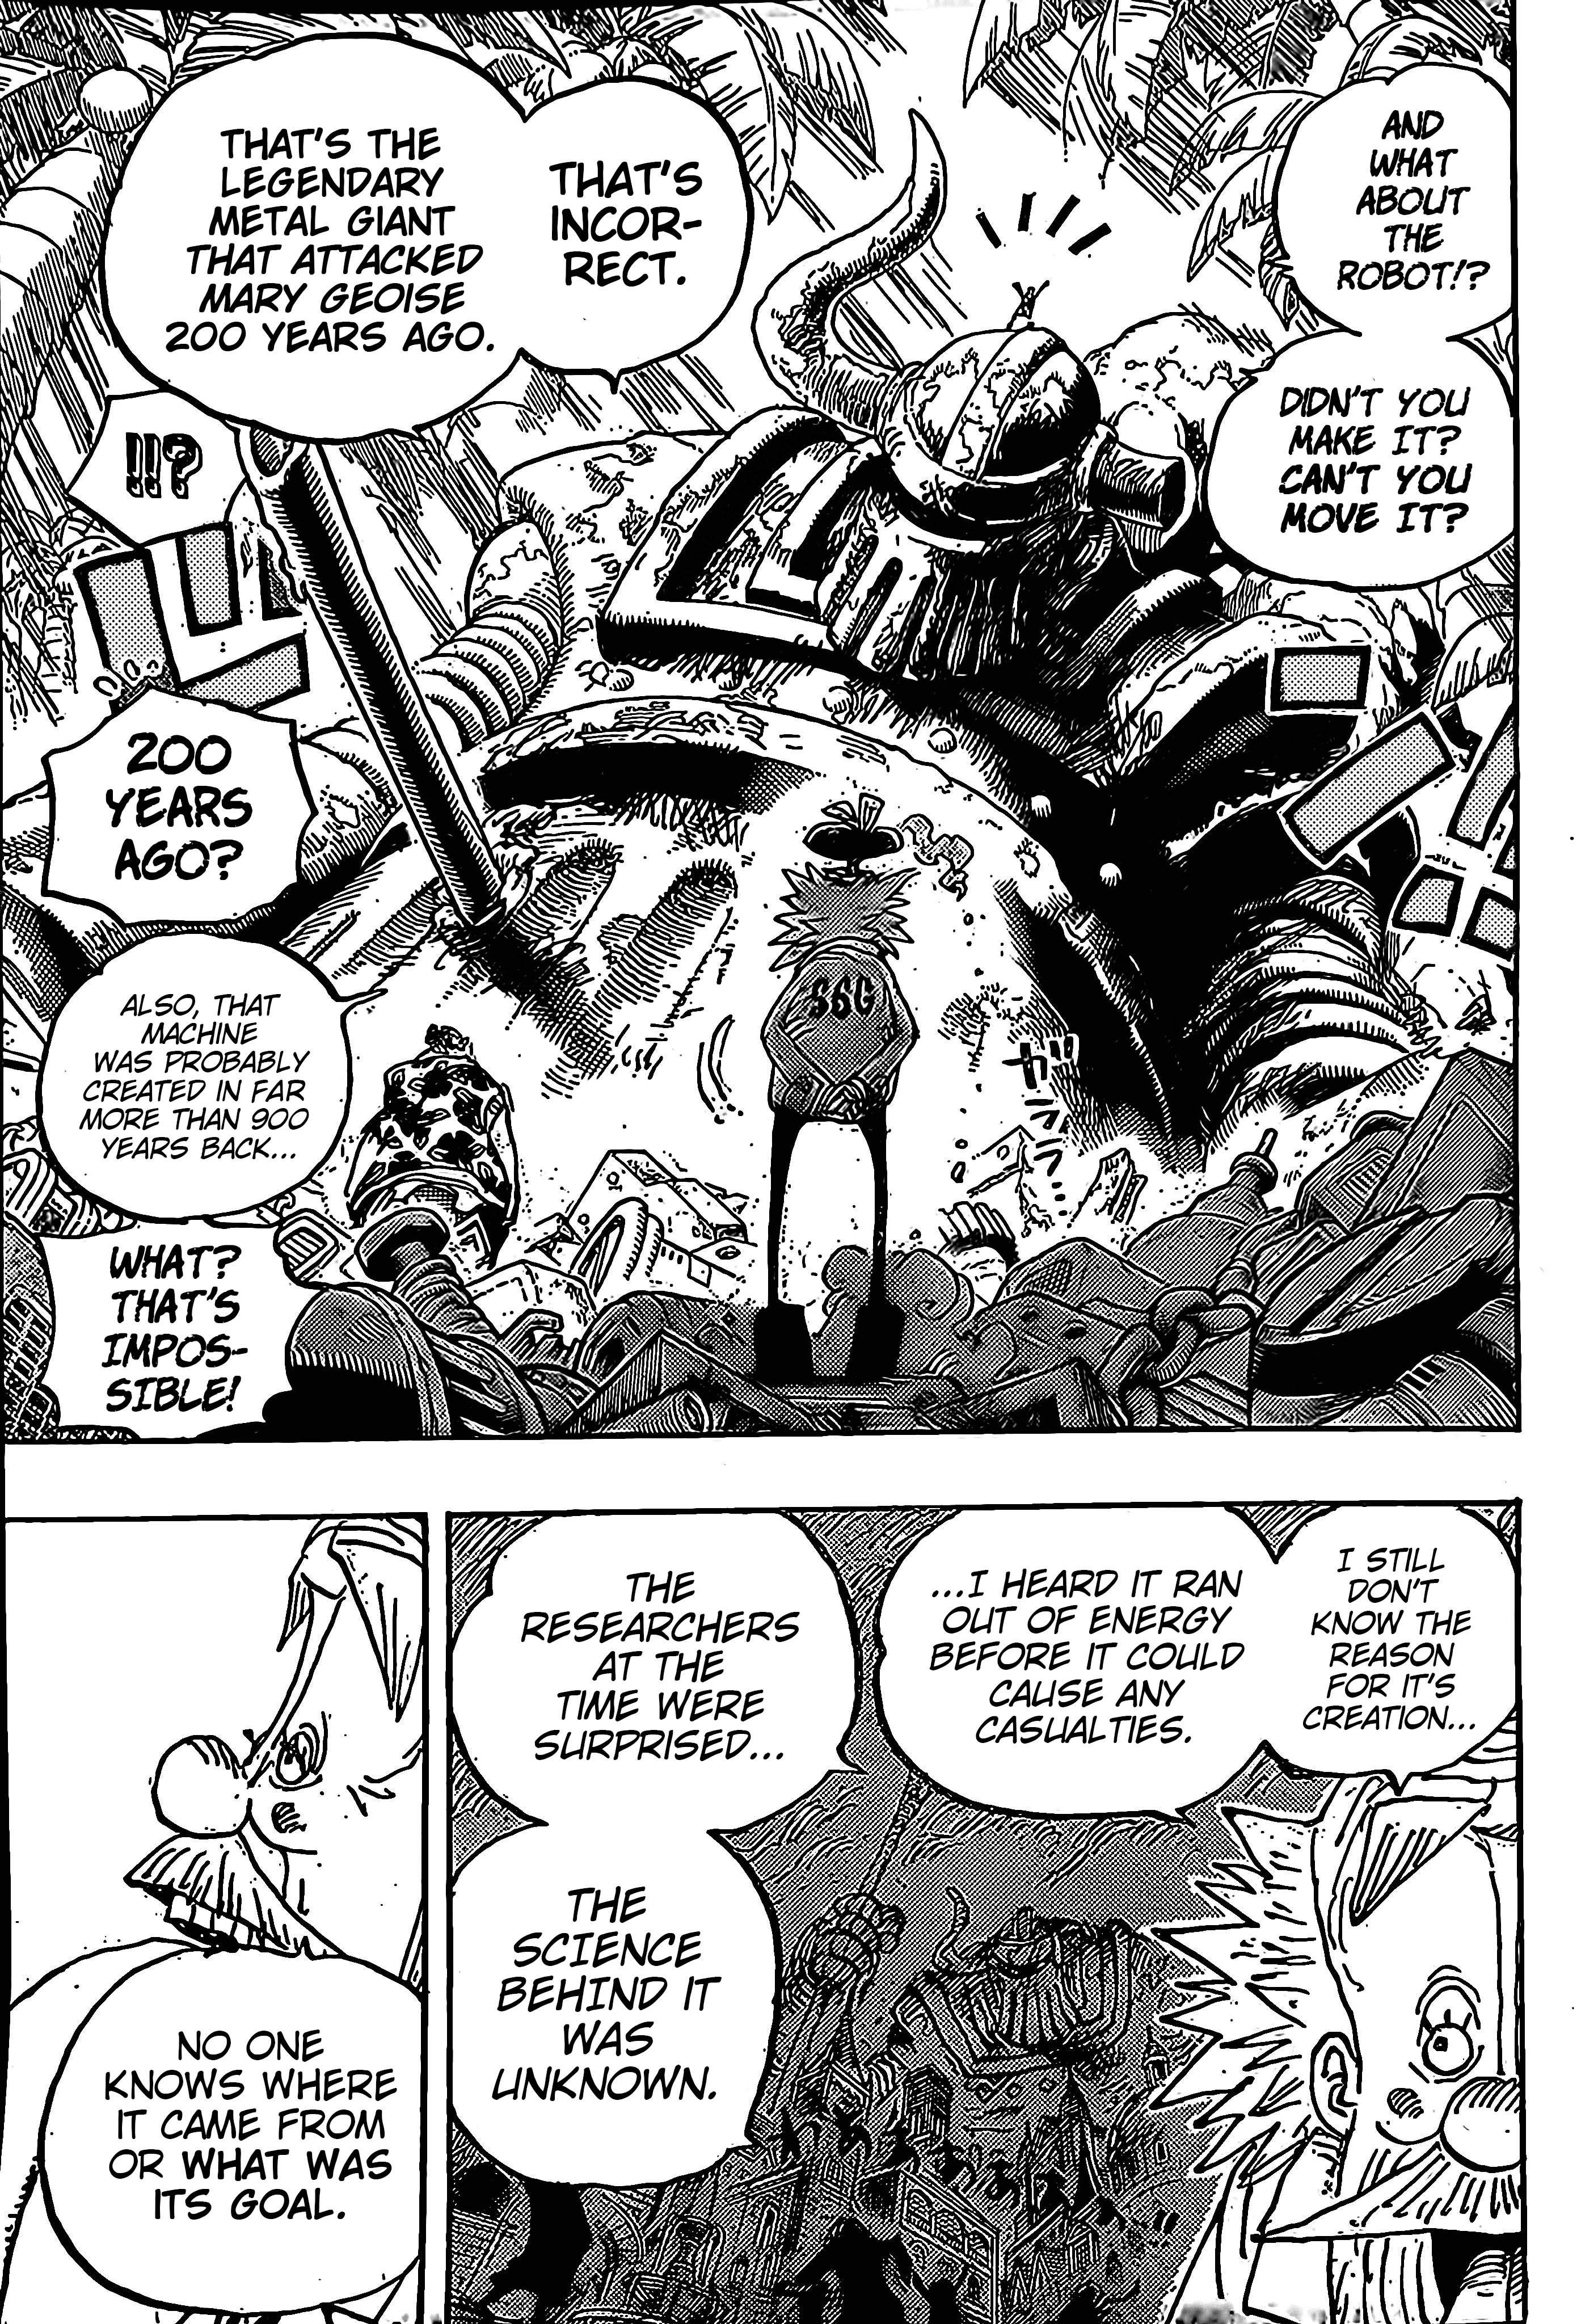 AND
WHAT
ABOUT
THE
ROBOT!?
DIDN'T YOU
MAKE IT?
CAN'T YOU
MOVE IT?
THAT'S
INCOR-
RECT.
THAT'S THE
LEGENDARY
METAL GIANT
THAT ATTACKED
MARY GEOISE
200 YEARS AGO.
!!?
200
YEARS
AGO?
ALSO, THAT
MACHINE
WAS PROBABLY
CREATED IN FAR
MORE THAN 900
YEARS BACK...
WHAT?
THAT'S
IMPOS-
SIBLE!
SSG
I STILL
DON'T
KNOW THE
REASON
FOR IT'S
CREATION...
...I HEARD IT RAN
OUT OF ENERGY
BEFORE IT COULD
CAUSE ANY
CASUALTIES.
THE
RESEARCHERS
AT THE
TIME WERE
SURPRISED...
THE
SCIENCE
BEHIND IT
WAS
UNKNOWN.
NO ONE
KNOWS WHERE
IT CAME FROM
OR WHAT WAS
ITS GOAL.